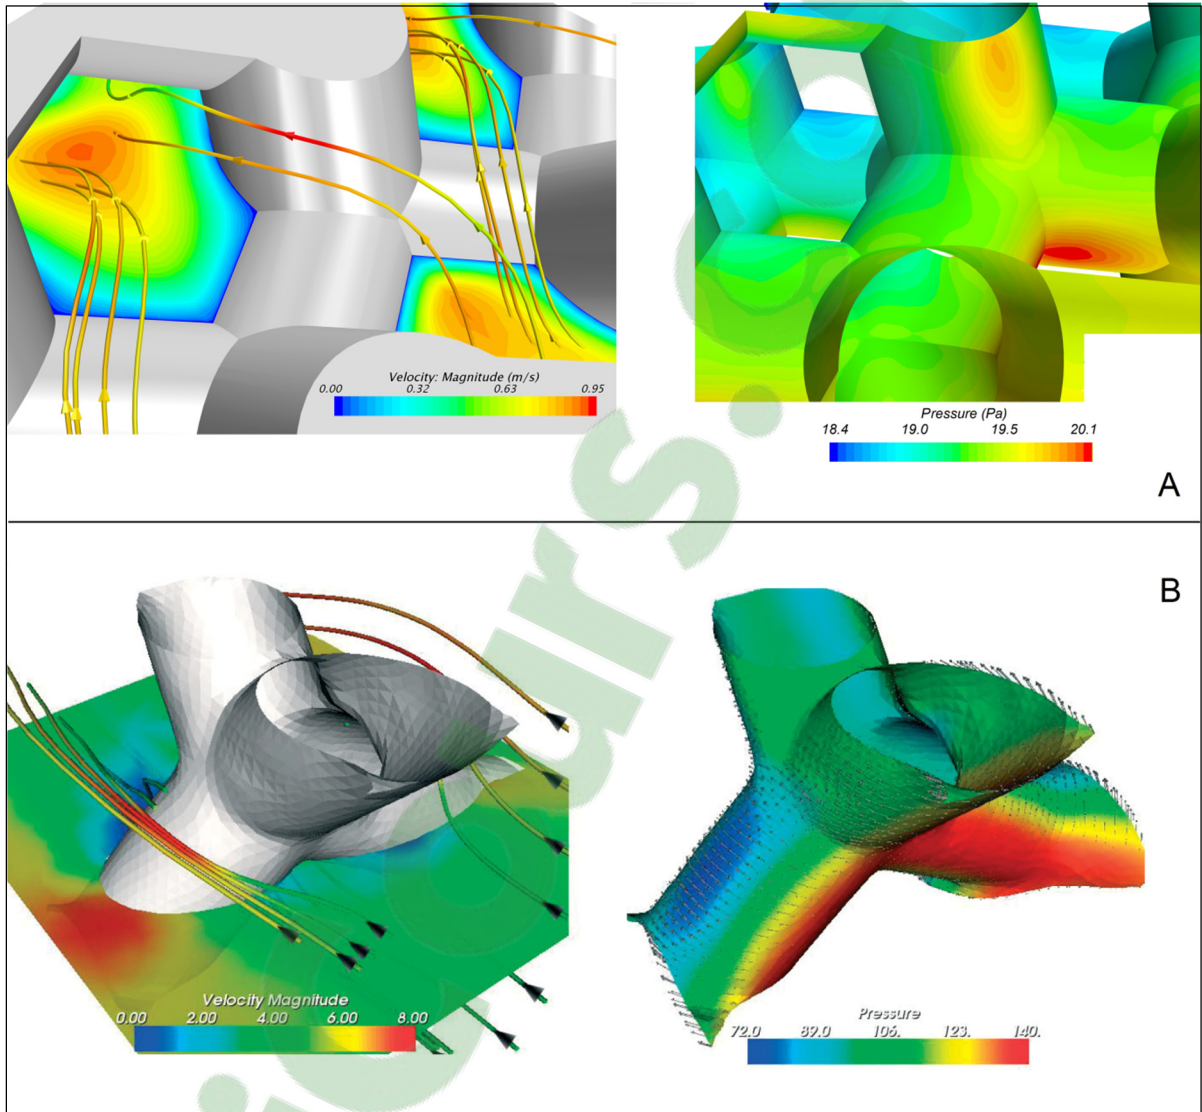 Velocity: Magnitude (m/s)
0.00 0.32 0.63 0.95
Pressure (Pa)
18.4 19.0 19.5 20.1
A
B
Velocity Magnitude
0.00 2.00 4.00 6.00 8.00
Pressure
72.0 89.0 106. 123. 140.